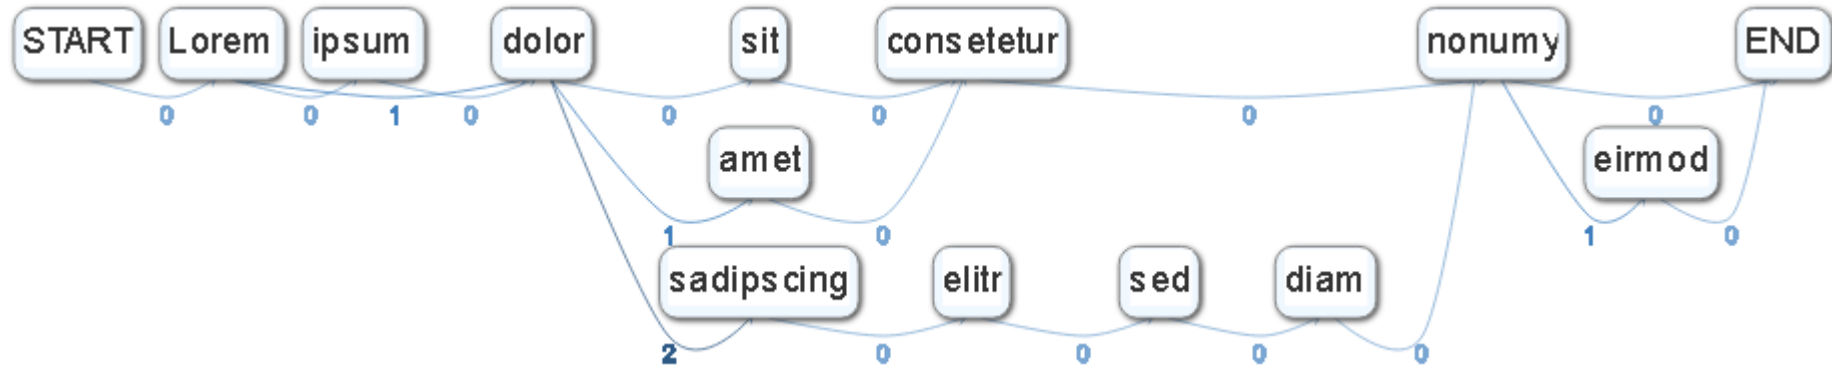 START Lorem ipsum dolor sit consetetur nonumy END
0 0 1 0 0 0 0 0
amet eirmod
1 0 1 0
sadipscing elitr sed diam
2 0 0 0 0